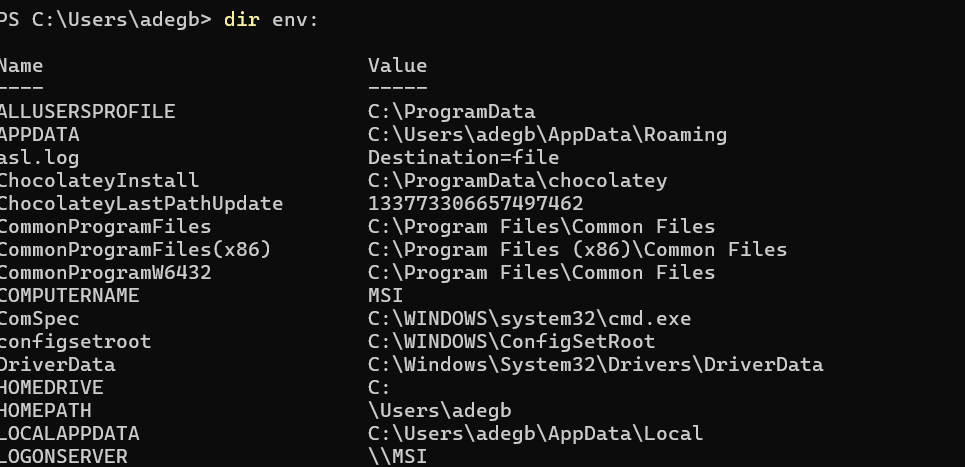 PS C:\Users\adegb> dir env:
Name Value
---- -----
ALLUSERSPROFILE C:\ProgramData
APPDATA C:\Users\adegb\AppData\Roaming
asl.log Destination=file
ChocolateyInstall C:\ProgramData\chocolatey
ChocolateyLastPathUpdate 133773306657497462
CommonProgramFiles C:\Program Files\Common Files
CommonProgramFiles(x86) C:\Program Files (x86)\Common Files
CommonProgramW6432 C:\Program Files\Common Files
COMPUTERNAME MSI
ComSpec C:\WINDOWS\system32\cmd.exe
configsetroot C:\WINDOWS\ConfigSetRoot
DriverData C:\Windows\System32\Drivers\DriverData
HOMEDRIVE C:
HOMEPATH \Users\adegb
LOCALAPPDATA C:\Users\adegb\AppData\Local
LOGONSERVER \\MSI